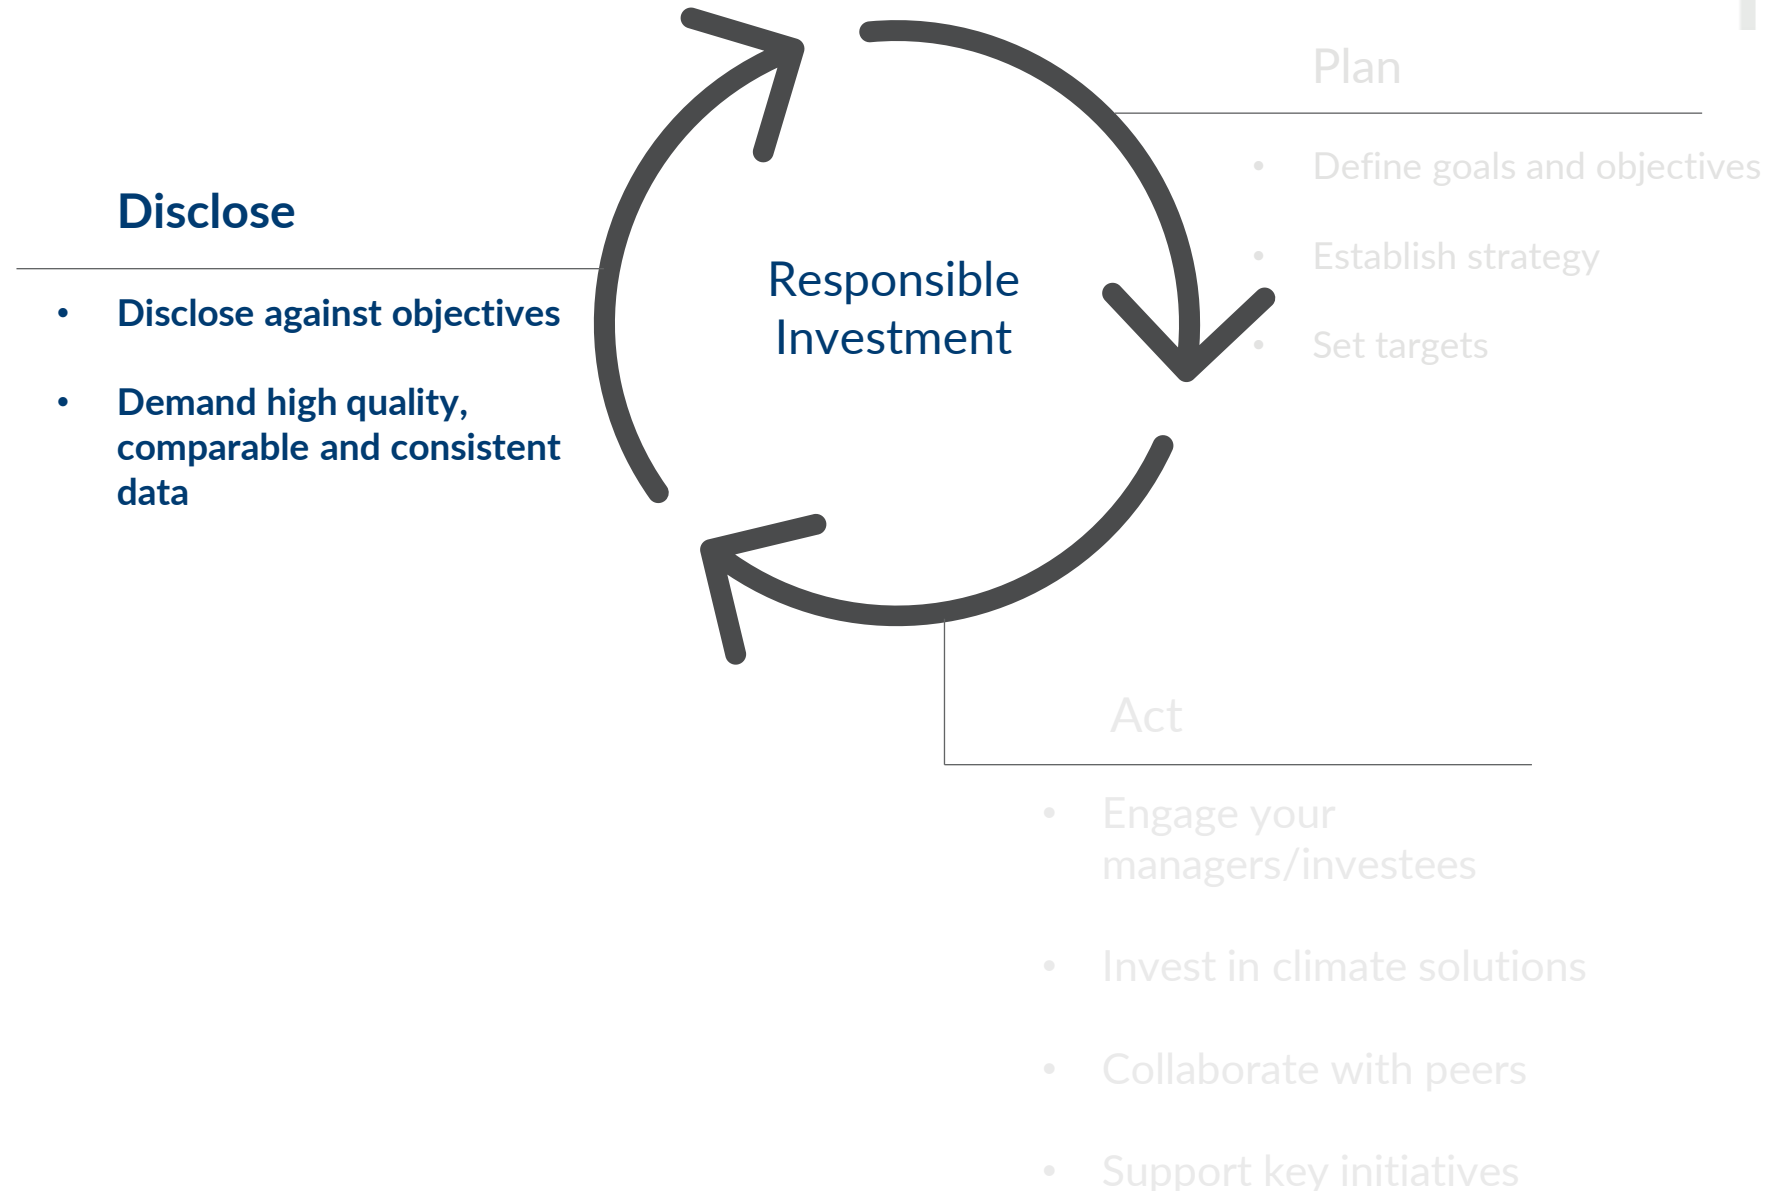 Plan
• Define goals and objectives
• Establish strategy
• Set targets
Disclose
• Disclose against objectives
• Demand high quality,
comparable and consistent
data
Responsible
Investment
Act
• Engage your
managers/investees
• Invest in climate solutions
• Collaborate with peers
• Support key initiatives